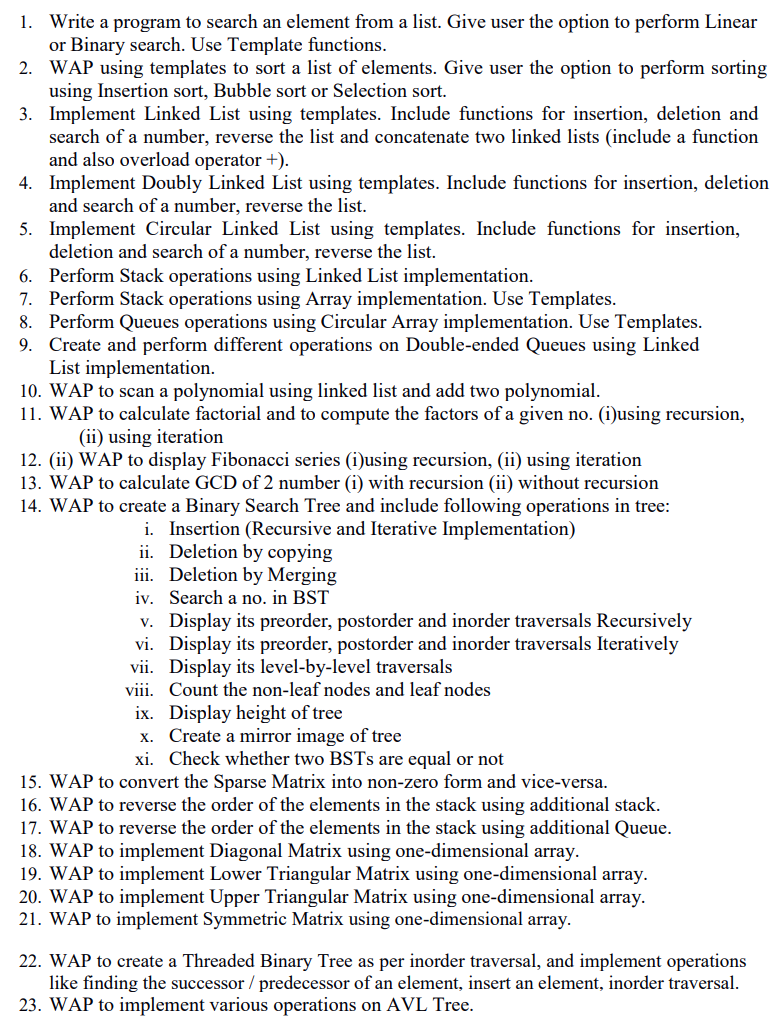 1. Write a program to search an element from a list. Give user the option to perform Linear
or Binary search. Use Template functions.
2. WAP using templates to sort a list of elements. Give user the option to perform sorting
using Insertion sort, Bubble sort or Selection sort.
3. Implement Linked List using templates. Include functions for insertion, deletion and
search of a number, reverse the list and concatenate two linked lists (include a function
and also overload operator +).
4. Implement Doubly Linked List using templates. Include functions for insertion, deletion
and search of a number, reverse the list.
5. Implement Circular Linked List using templates. Include functions for insertion,
deletion and search of a number, reverse the list.
6. Perform Stack operations using Linked List implementation.
7. Perform Stack operations using Array implementation. Use Templates.
8. Perform Queues operations using Circular Array implementation. Use Templates.
9. Create and perform different operations on Double-ended Queues using Linked
List implementation.
10. WAP to scan a polynomial using linked list and add two polynomial.
11. WAP to calculate factorial and to compute the factors of a given no. (i)using recursion,
(ii) using iteration
12. (ii) WAP to display Fibonacci series (i)using recursion, (ii) using iteration
13. WAP to calculate GCD of 2 number (i) with recursion (ii) without recursion
14. WAP to create a Binary Search Tree and include following operations in tree:
i. Insertion (Recursive and Iterative Implementation)
ii. Deletion by copying
iii. Deletion by Merging
iv. Search a no. in BST
v. Display its preorder, postorder and inorder traversals Recursively
vi. Display its preorder, postorder and inorder traversals Iteratively
vii. Display its level-by-level traversals
viii. Count the non-leaf nodes and leaf nodes
ix. Display height of tree
x. Create a mirror image of tree
xi. Check whether two BSTs are equal or not
15. WAP to convert the Sparse Matrix into non-zero form and vice-versa.
16. WAP to reverse the order of the elements in the stack using additional stack.
17. WAP to reverse the order of the elements in the stack using additional Queue.
18. WAP to implement Diagonal Matrix using one-dimensional array.
19. WAP to implement Lower Triangular Matrix using one-dimensional array.
20. WAP to implement Upper Triangular Matrix using one-dimensional array.
21. WAP to implement Symmetric Matrix using one-dimensional array.
22. WAP to create a Threaded Binary Tree as per inorder traversal, and implement operations
like finding the successor / predecessor of an element, insert an element, inorder traversal.
23. WAP to implement various operations on AVL Tree.